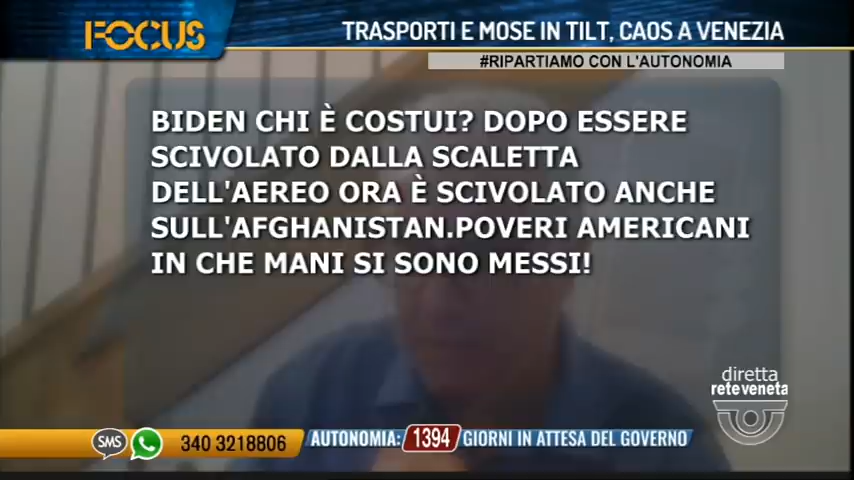 FOCUS
TRASPORTI E MOSE IN TILT, CAOS A VENEZIA
#RIPARTIAMO CON L'AUTONOMIA
BIDEN CHI È COSTUI? DOPO ESSERE
SCIVOLATO DALLA SCALETTA
DELL'AEREO ORA È SCIVOLATO ANCHE
SULL'AFGHANISTAN.POVERI AMERICANI
IN CHE MANI SI SONO MESSI!
diretta
reteveneta
SMS 340 3218806 AUTONOMIA: 1394 GIORNI IN ATTESA DEL GOVERNO